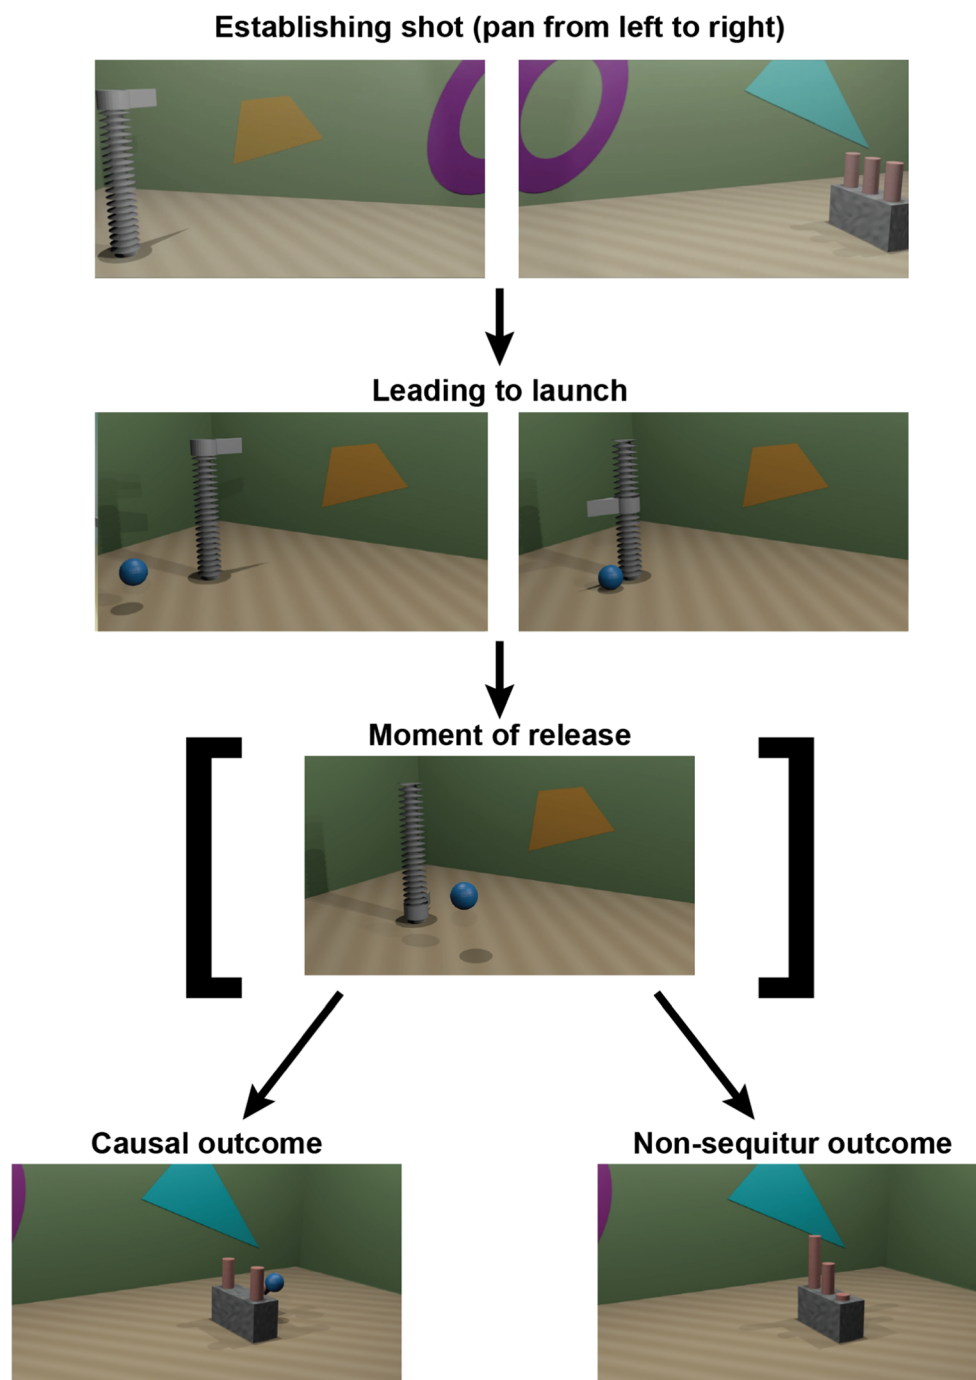 Establishing shot (pan from left to right)
Leading to launch
Moment of release
Causal outcome
Non-sequitur outcome